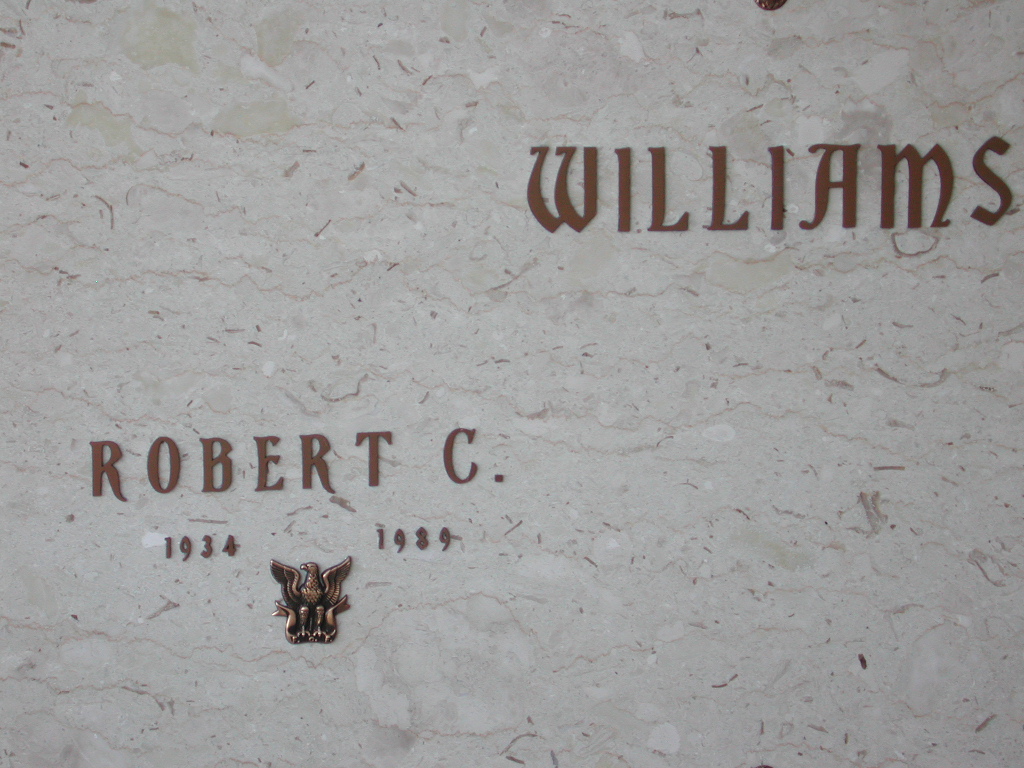 WILLIAMS
ROBERT C.
1934 1989